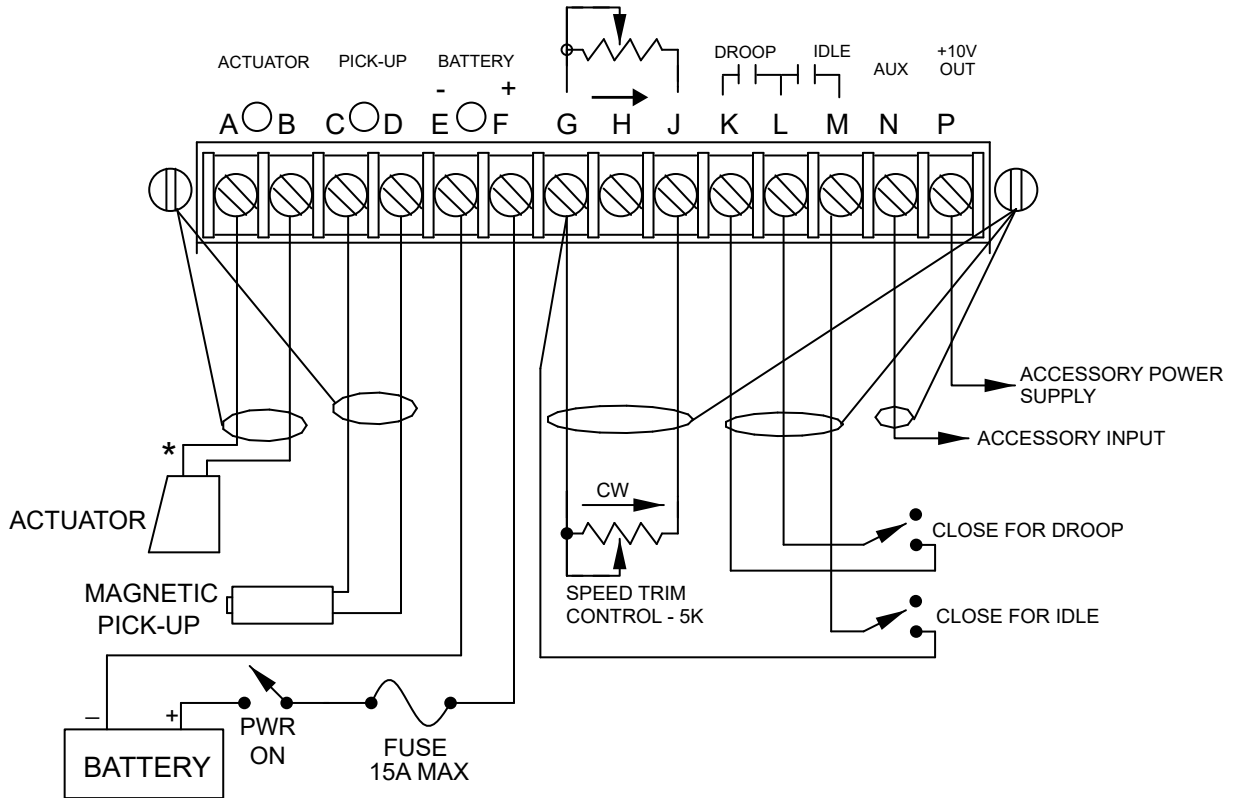 ACTUATOR
PICK-UP
BATTERY
DROOP
IDLE
AUX
+10V
OUT
- +
A B C D E F G H J K L M N P
ACCESSORY POWER
SUPPLY
ACCESSORY INPUT
*
ACTUATOR
CW
CLOSE FOR DROOP
MAGNETIC
PICK-UP
SPEED TRIM
CONTROL - 5K
CLOSE FOR IDLE
– +
PWR
ON
FUSE
15A MAX
BATTERY